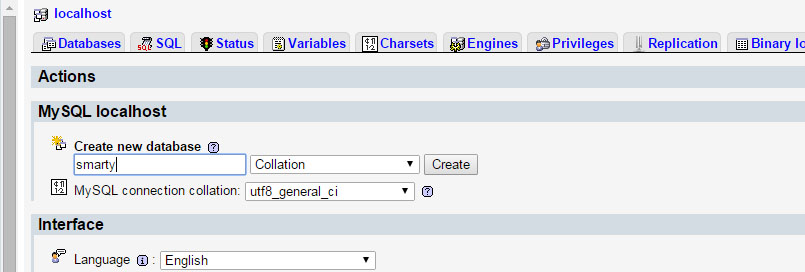 localhost
Databases SQL Status Variables Charsets Engines Privileges Replication Binary lo
Actions
MySQL localhost
Create new database
smarty Collation Create
MySQL connection collation: utf8_general_ci
Interface
Language : English